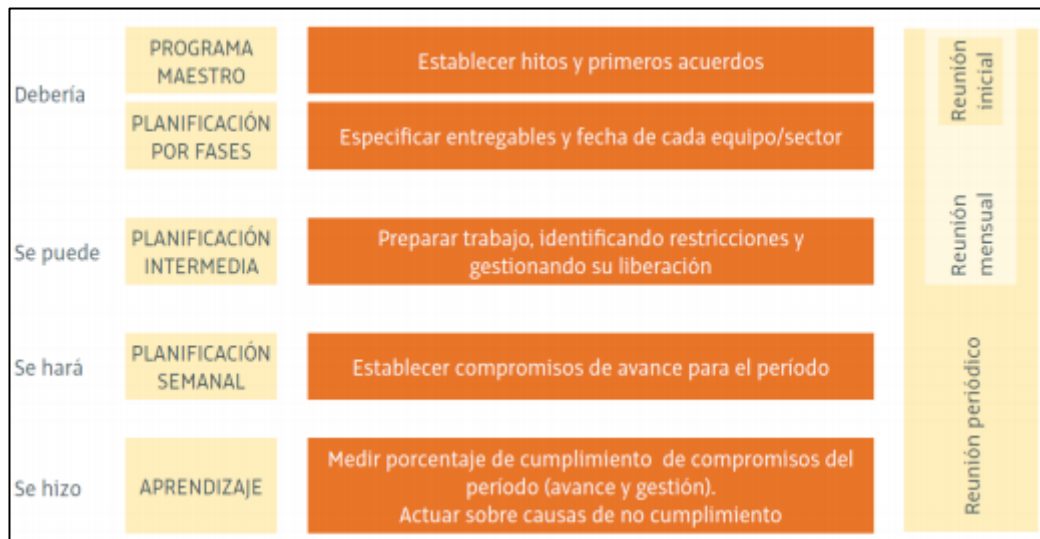 Debería
PROGRAMA
MAESTRO
Establecer hitos y primeros acuerdos
PLANIFICACIÓN
POR FASES
Especificar entregables y fecha de cada equipo/sector
Se puede
PLANIFICACIÓN
INTERMEDIA
Preparar trabajo, identificando restricciones y
gestionando su liberación
Se hará
PLANIFICACIÓN
SEMANAL
Establecer compromisos de avance para el período
Se hizo
APRENDIZAJE
Medir porcentaje de cumplimiento de compromisos del
período (avance y gestión).
Actuar sobre causas de no cumplimiento
Reunión
inicial
Reunión
mensual
Reunión periódico